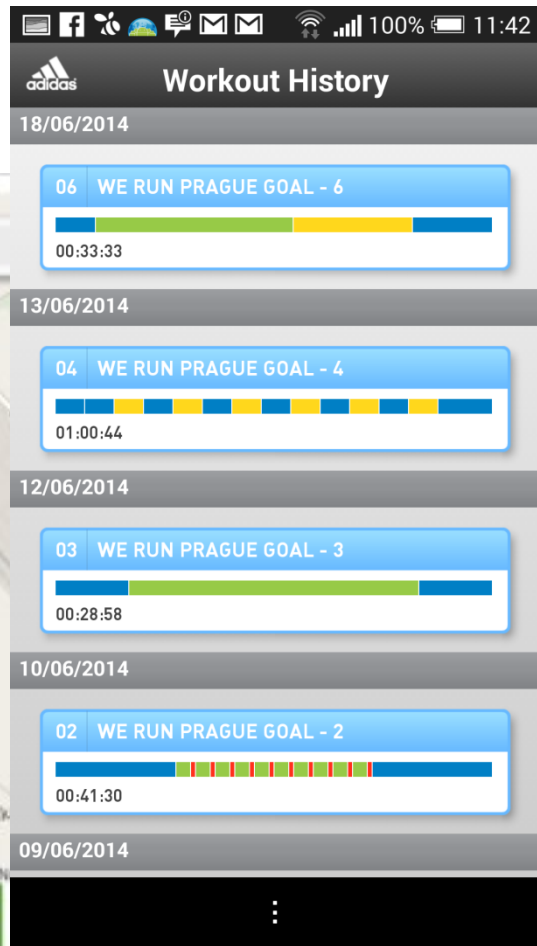 100% 11:42
adidas Workout History
18/06/2014
06 WE RUN PRAGUE GOAL - 6
00:33:33
13/06/2014
04 WE RUN PRAGUE GOAL - 4
01:00:44
12/06/2014
03 WE RUN PRAGUE GOAL - 3
00:28:58
10/06/2014
02 WE RUN PRAGUE GOAL - 2
00:41:30
09/06/2014